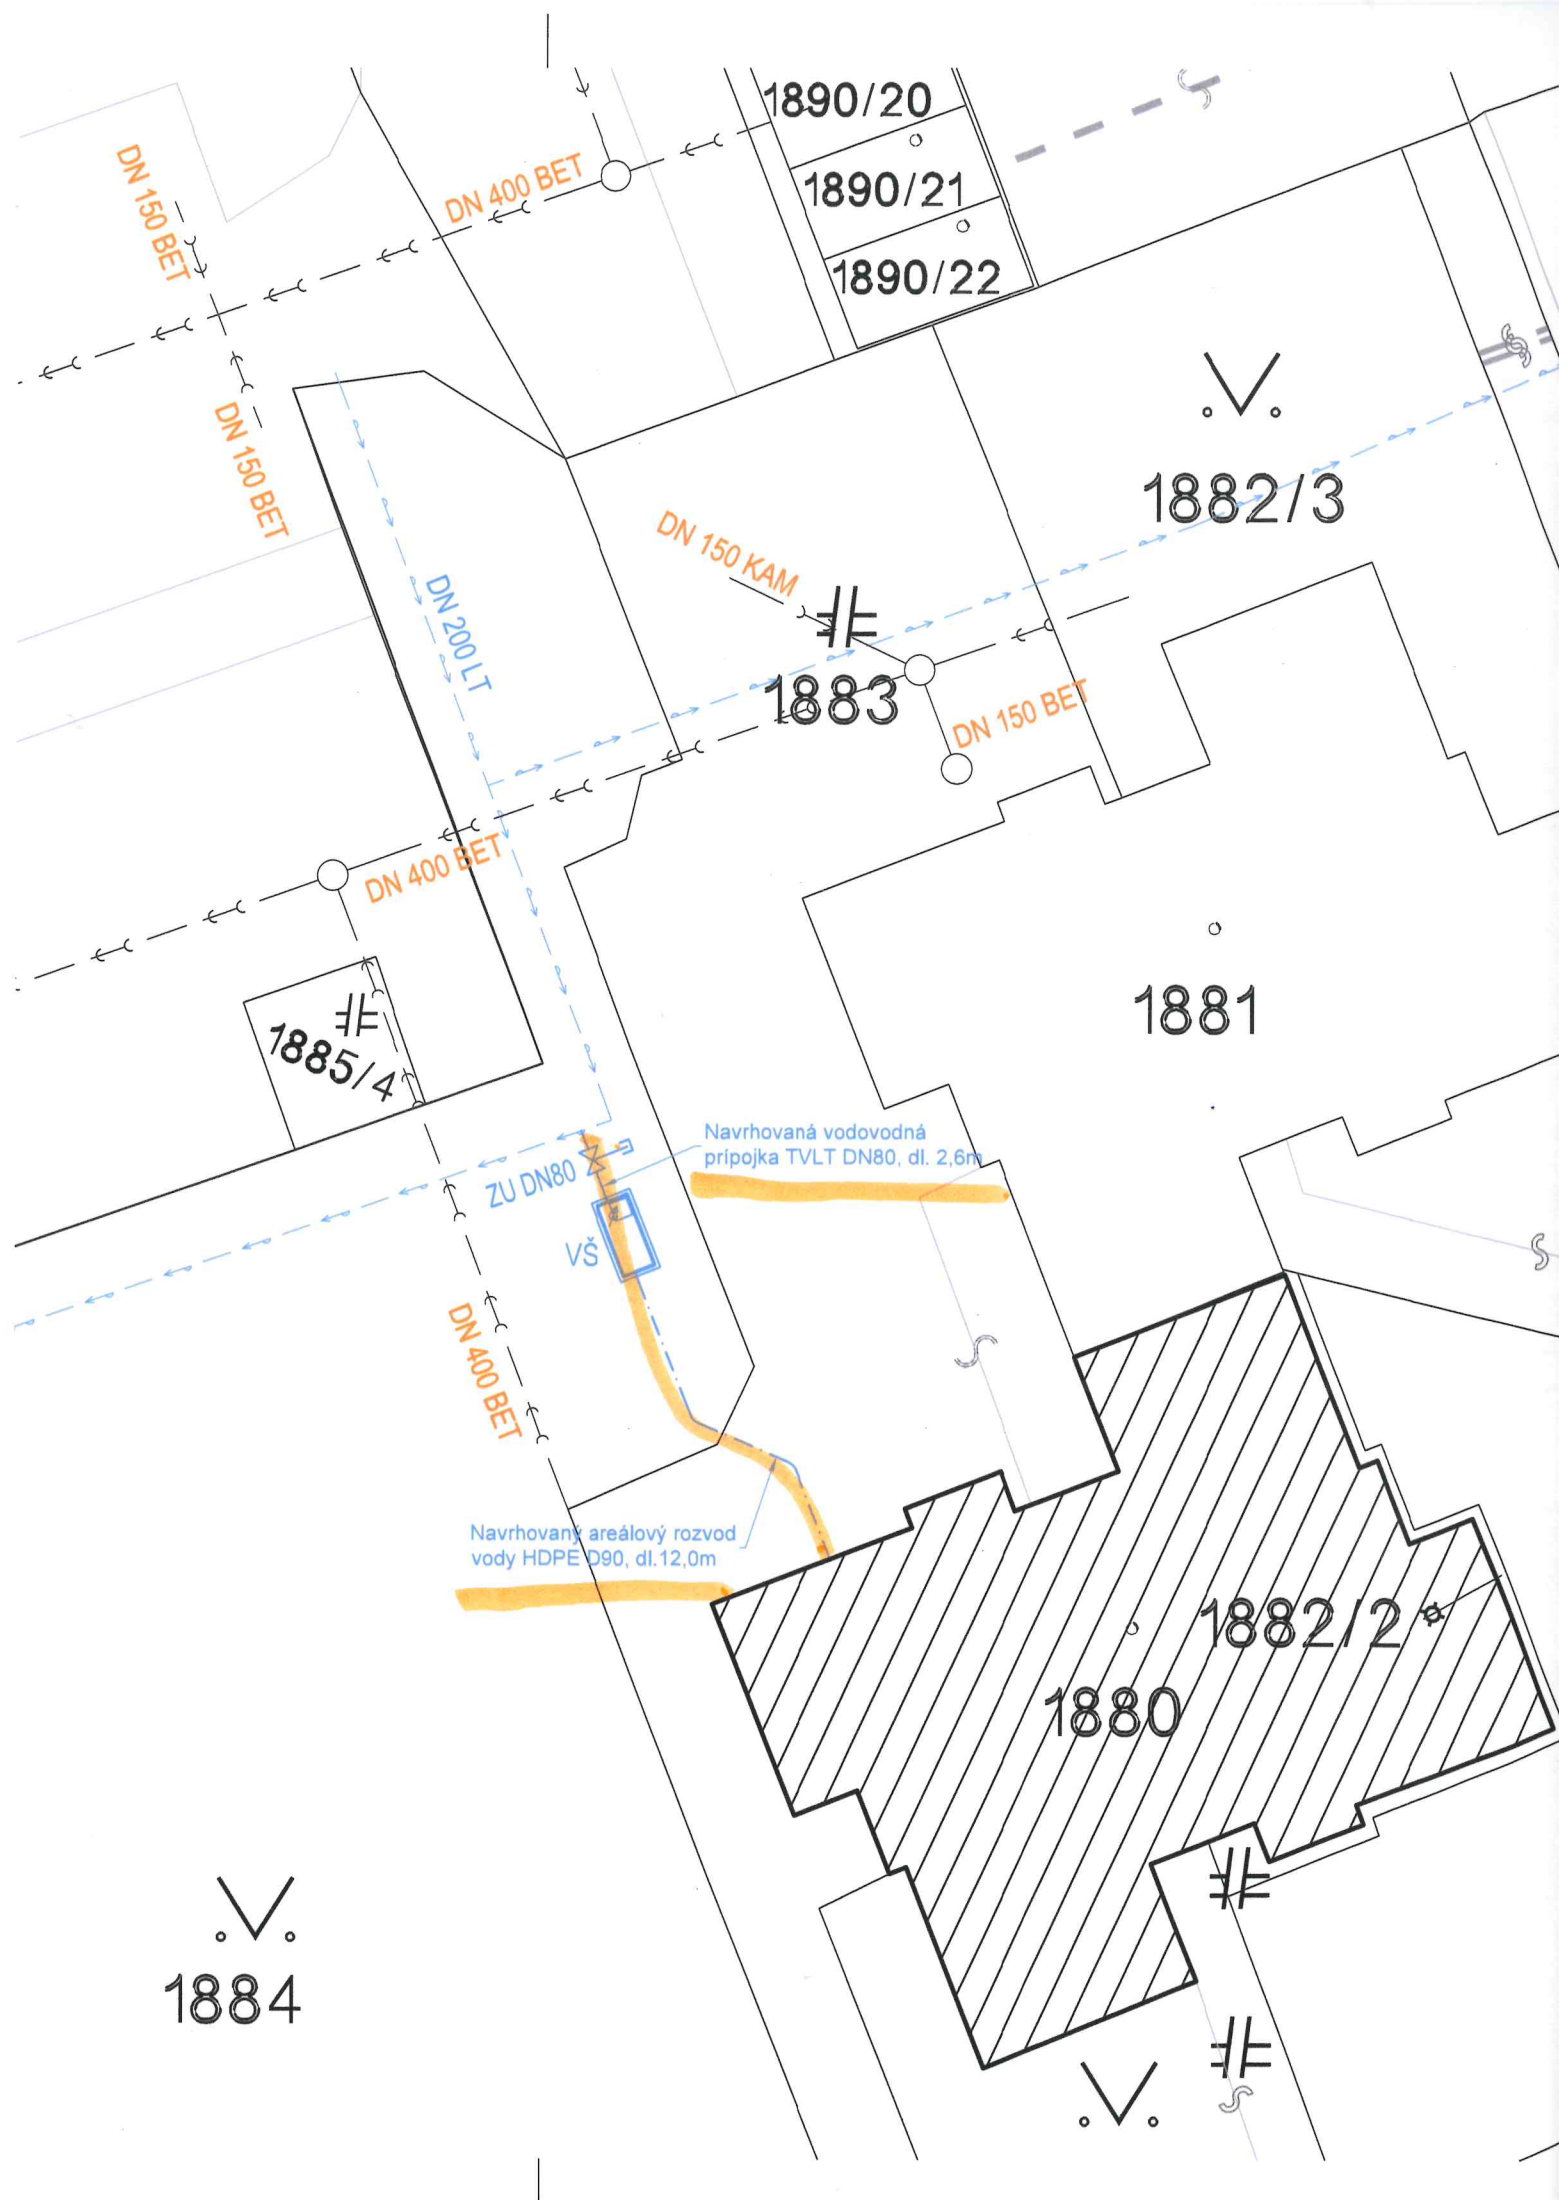 1890/20
DN 150 BET
DN 400 BET
1890/21
1890/22
DN 150 BET
1882/3
DN 150 KAM
DN 200 LT
1883
DN 150 BET
DN 400 BET
1881
1885/4
Navrhovaná vodovodná
prípojka TVLT DN80, dl. 2,6m
ZU DN80
VŠ
DN 400 BET
Navrhovaný areálový rozvod
vody HDPE D90, dl.12,0m
1882/2
1880
1884